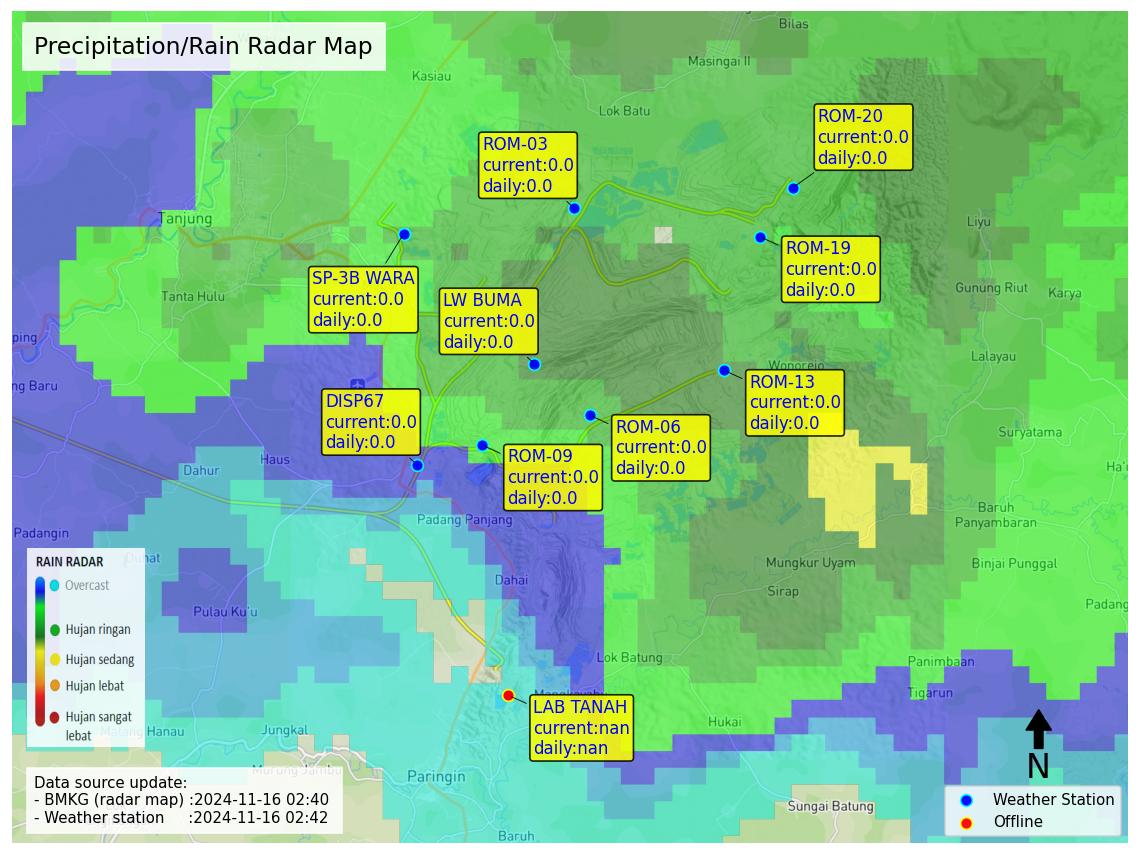 Precipitation/Rain Radar Map
Bilas
Masingai II
Kasiau
Lok Batu
ROM-20
current:0.0
daily:0.0
ROM-03
current:0.0
daily:0.0
Tanjung
Liyu
ROM-19
current:0.0
daily:0.0
SP-3B WARA
current:0.0
daily:0.0
Tanta Hulu
LW BUMA
current:0.0
daily:0.0
Gunung Riut
Karya
ping
Lalayau
Wonorejo
ng Baru
ROM-13
current:0.0
daily:0.0
DISP67
current:0.0
daily:0.0
ROM-06
current:0.0
daily:0.0
Suryatama
ROM-09
current:0.0
daily:0.0
Haus
Dahur
Ha'u
Baruh
Panyambaran
Padang Panjang
Padangin
Mungkur Uyam
Binjai Punggal
Dahai
Sirap
Padang
Pulau Ku'u
RAIN RADAR
Overcast
Hujan ringan
Hujan sedang
Hujan lebat
Hujan sangat
lebat
Lok Batung
Panimbaan
Tigarun
LAB TANAH
current:nan
daily:nan
Hukai
Jungkal
Murung Jambu
Paringin
N
Sungai Batung
Baruh
Data source update:
- BMKG (radar map) :2024-11-16 02:40
- Weather station :2024-11-16 02:42
Weather Station
Offline